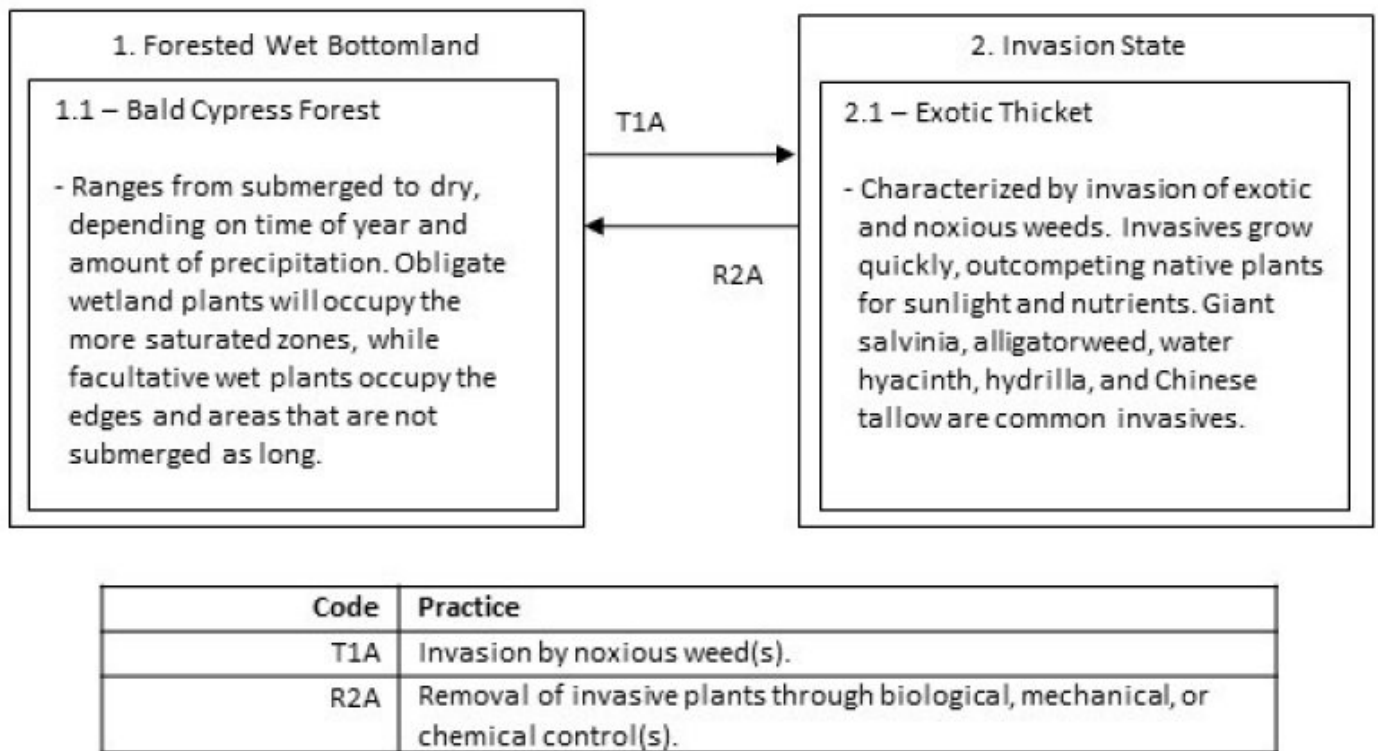 1. Forested Wet Bottomland
1.1 – Bald Cypress Forest
- Ranges from submerged to dry,
depending on time of year and
amount of precipitation. Obligate
wetland plants will occupy the
more saturated zones, while
facultative wet plants occupy the
edges and areas that are not
submerged as long.
T1A
R2A
2. Invasion State
2.1 – Exotic Thicket
- Characterized by invasion of exotic
and noxious weeds. Invasives grow
quickly, outcompeting native plants
for sunlight and nutrients. Giant
salvinia, alligatorweed, water
hyacinth, hydrilla, and Chinese
tallow are common invasives.
Code Practice
T1A Invasion by noxious weed(s).
R2A Removal of invasive plants through biological, mechanical, or
chemical control(s).